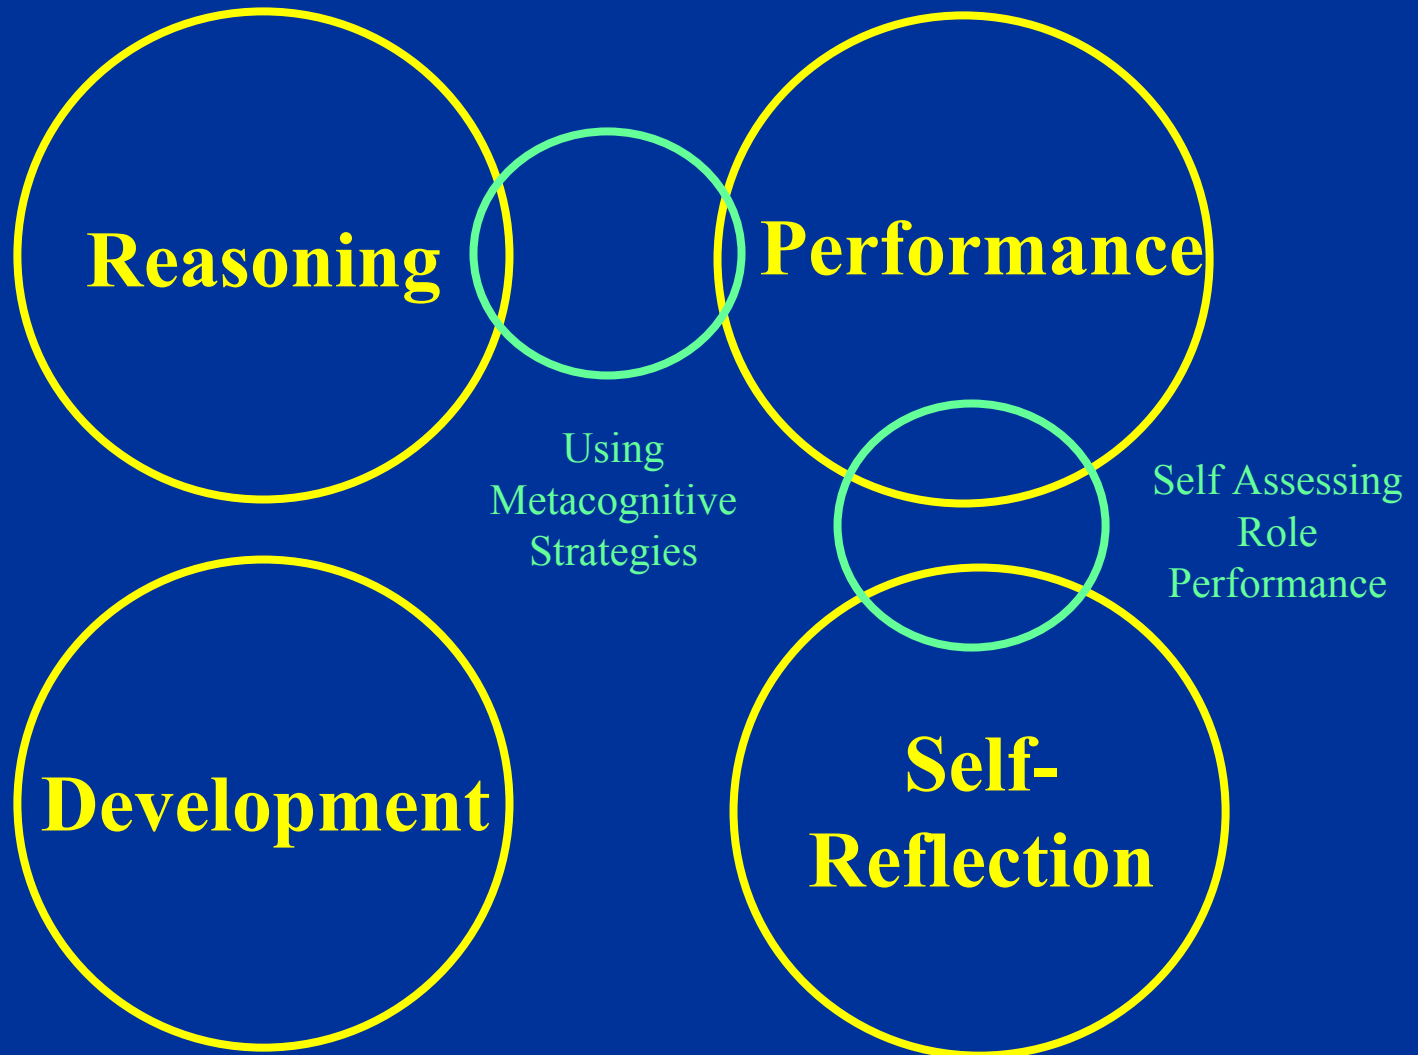 Reasoning
Performance
Using
Metacognitive
Strategies
Self Assessing
Role
Performance
Development
Self-
Reflection